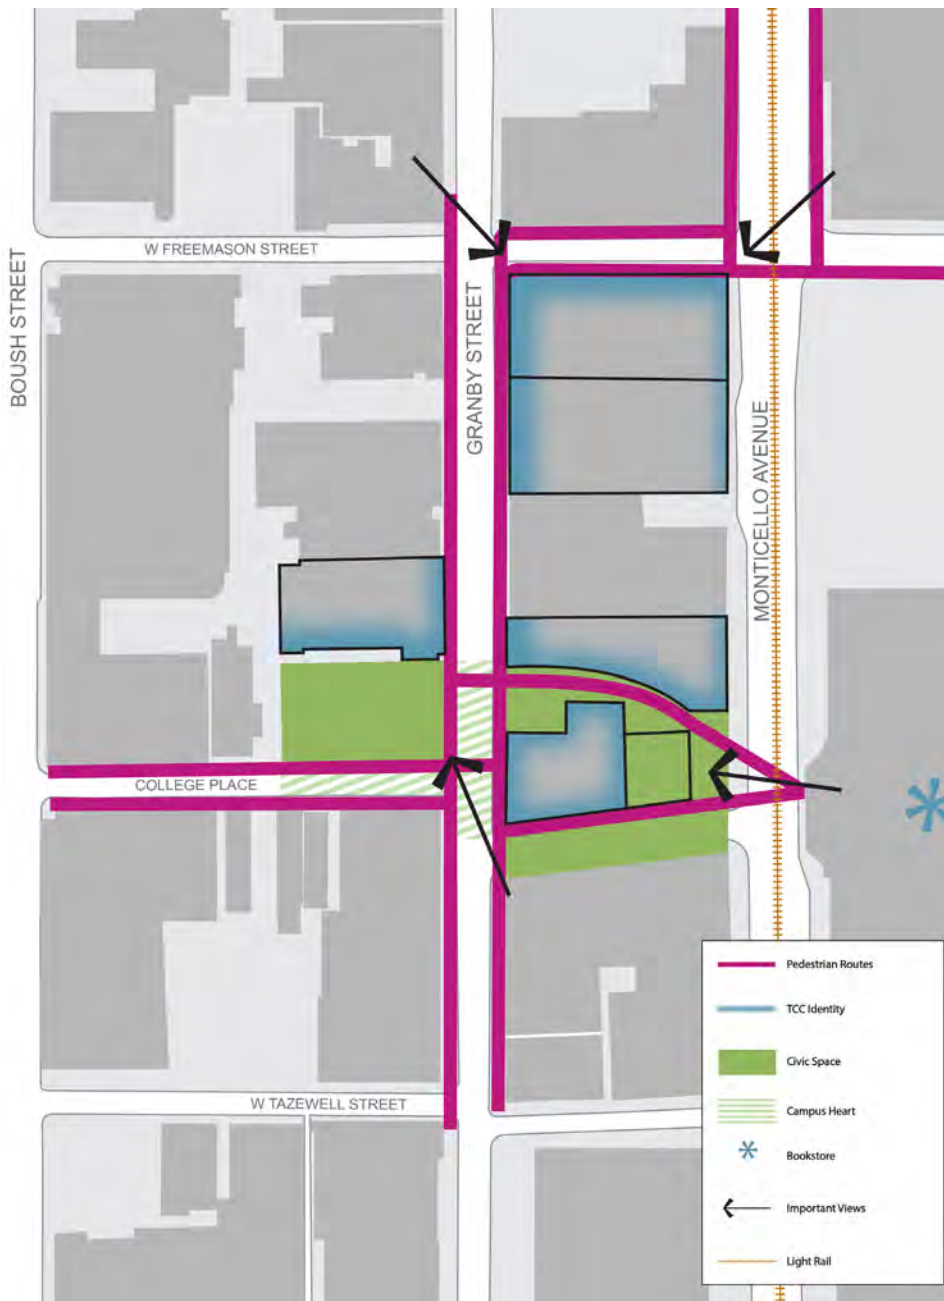 W FREEMASON STREET
BOUSH STREET
GRANBY STREET
MONTICELLO AVENUE
COLLEGE PLACE
W TAZEWELL STREET
Pedestrian Routes
TCC Identity
Civic Space
Campus Heart
Bookstore
Important Views
Light Rail